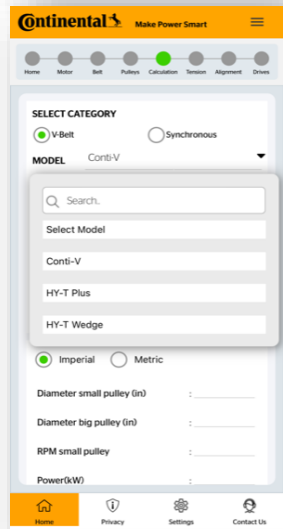 Continental Make Power Smart
Home Motor Belt Pulleys Calculation Tension Alignment Drives
SELECT CATEGORY
V-Belt Synchronous
MODEL Conti-V
Search..
Select Model
Conti-V
HY-T Plus
HY-T Wedge
Imperial Metric
Diameter small pulley (in) :
Diameter big pulley (in) :
RPM small pulley :
Power(kW) :
Home Privacy Settings Contact Us